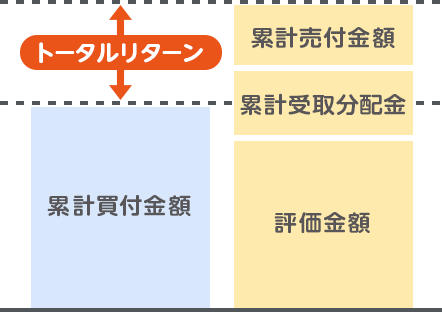 トータルリターン
累計売付金額
累計受取分配金
累計買付金額
評価金額